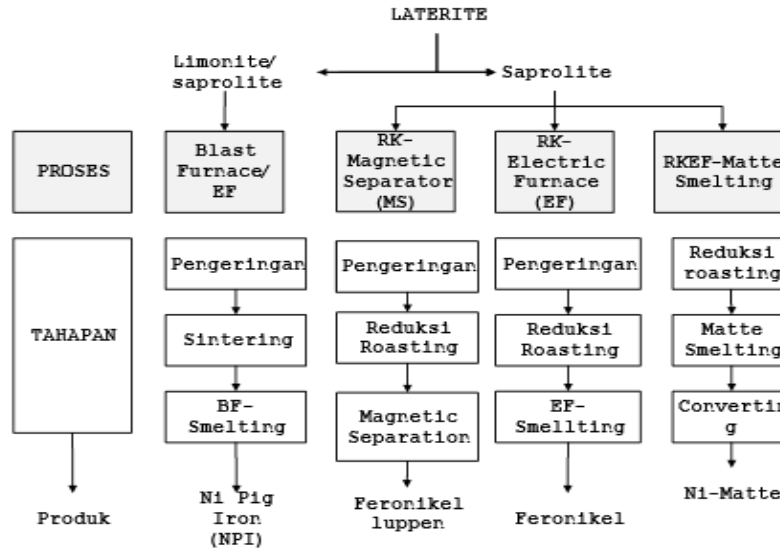 LATERITE
Limonite/
saprolite
Saprolite
PROSES
Blast
Furnace/
EF
RK-
Magnetic
Separator
(MS)
RK-
Electric
Furnace
(EF)
RKEF-Matte
Smelting
TAHAPAN
Pengeringan
Sintering
BF-
Smelting
Pengeringan
Reduksi
Roasting
Magnetic
Separation
Pengeringan
Reduksi
Roasting
EF-
Smellting
Reduksi
roasting
Matte
Smelting
Convertin
g
Produk
Ni Pig
Iron
(NPI)
Feronikel
luppen
Feronikel
Ni-Matte